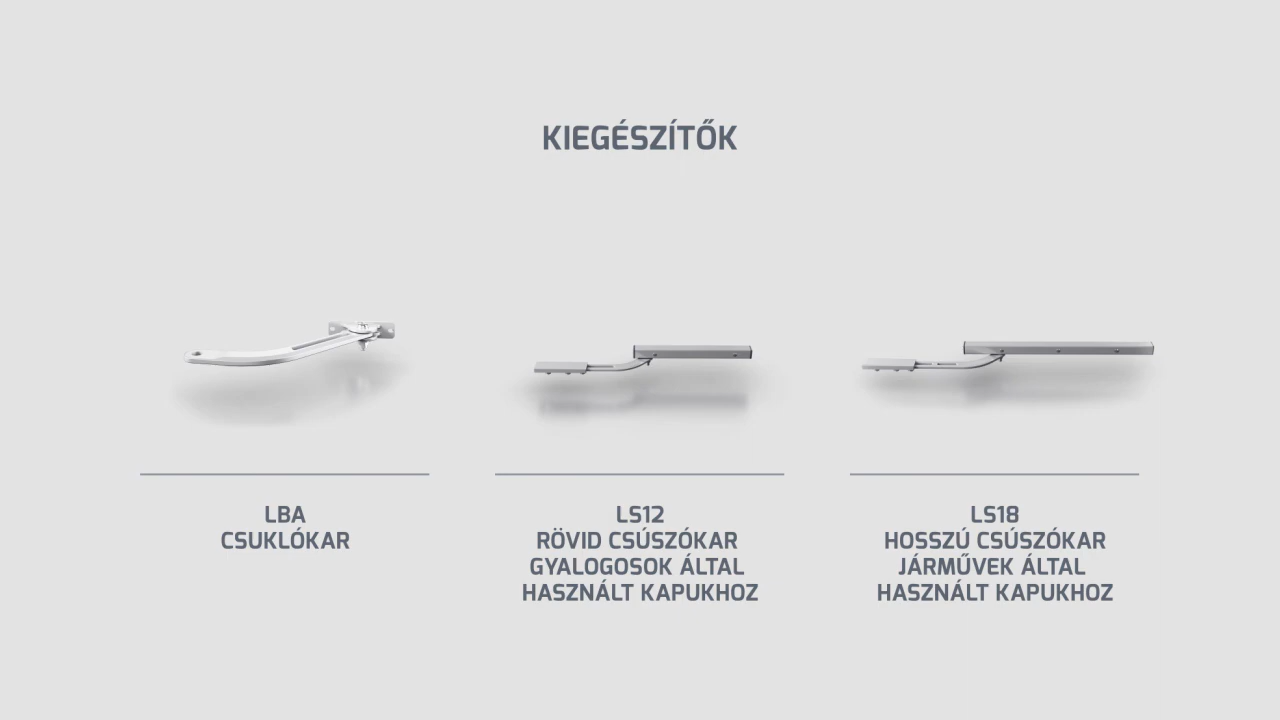 KIEGÉSZÍTŐK
LBA
CSUKLÓKAR
LS12
RÖVID CSÚSZÓKAR
GYALOGOSOK ÁLTAL
HASZNÁLT KAPUKHOZ
LS18
HOSSZÚ CSÚSZÓKAR
JÁRMŰVEK ÁLTAL
HASZNÁLT KAPUKHOZ